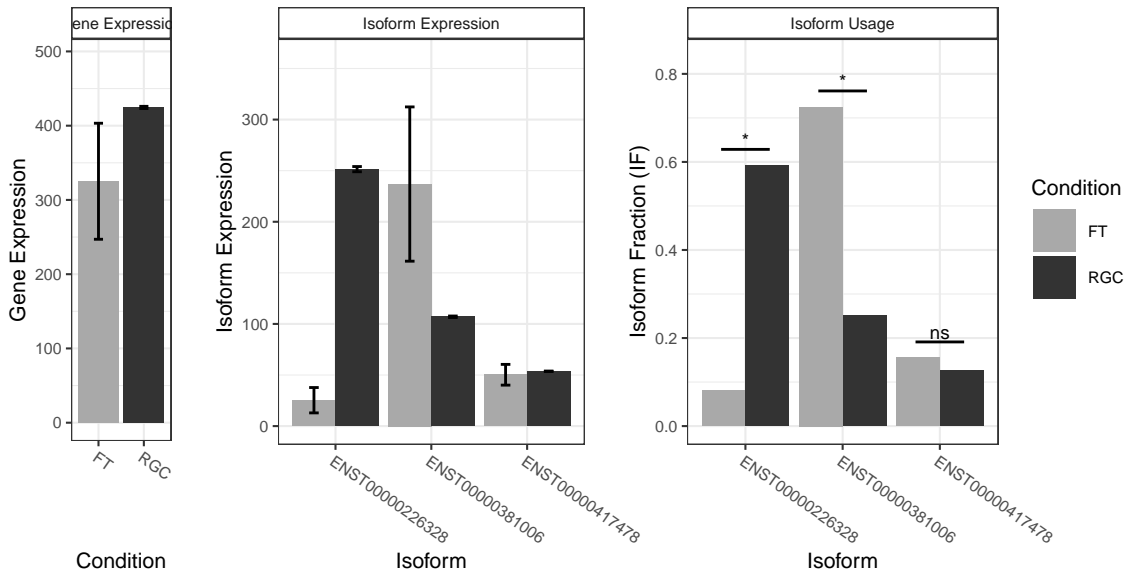 ene Expressio
Isoform Expression
Isoform Usage
Gene Expression
500
400
300
200
100
0
FT
RGC
Condition
Isoform Expression
300
200
100
0
ENST00000226328
ENST00000381006
ENST00000417478
Isoform
Isoform Fraction (IF)
0.8
0.6
0.4
0.2
0.0
*
*
ns
ENST00000226328
ENST00000381006
ENST00000417478
Isoform
Condition
FT
RGC